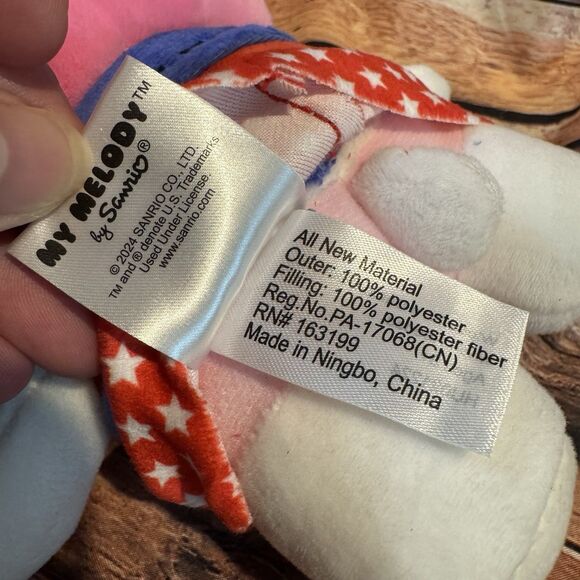 MY MELODY™
by Sanrio®
© 2024 SANRIO CO., LTD.
TM and ® denote U.S. Trademarks
Used Under License.
www.sanrio.com
All New Material
Outer: 100% polyester
Filling: 100% polyester fiber
Reg.No.PA-17068(CN)
RN# 163199
Made in Ningbo, China